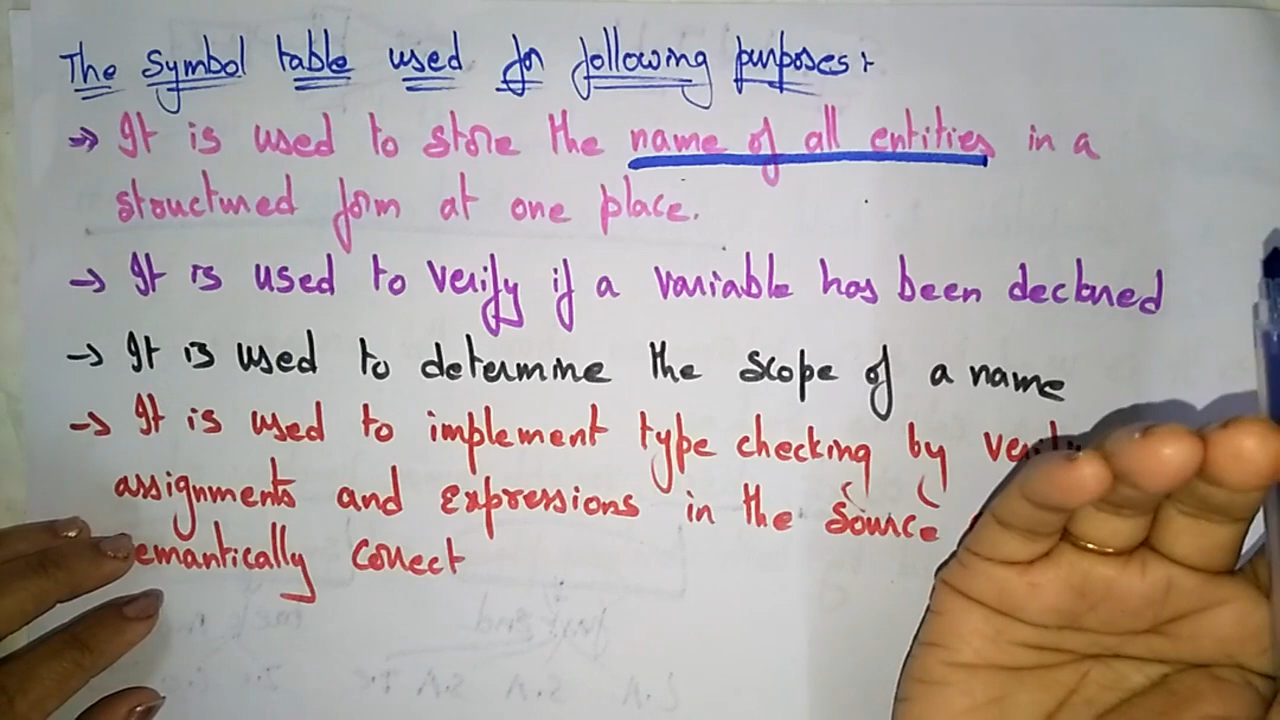 The symbol table used for following purposes:
→ It is used to store the name of all entities in a
structured form at one place.
→ It is used to verify if a variable has been declared
→ It is used to determine the scope of a name
→ It is used to implement type checking by
assignments and expressions in the source
emantically correct